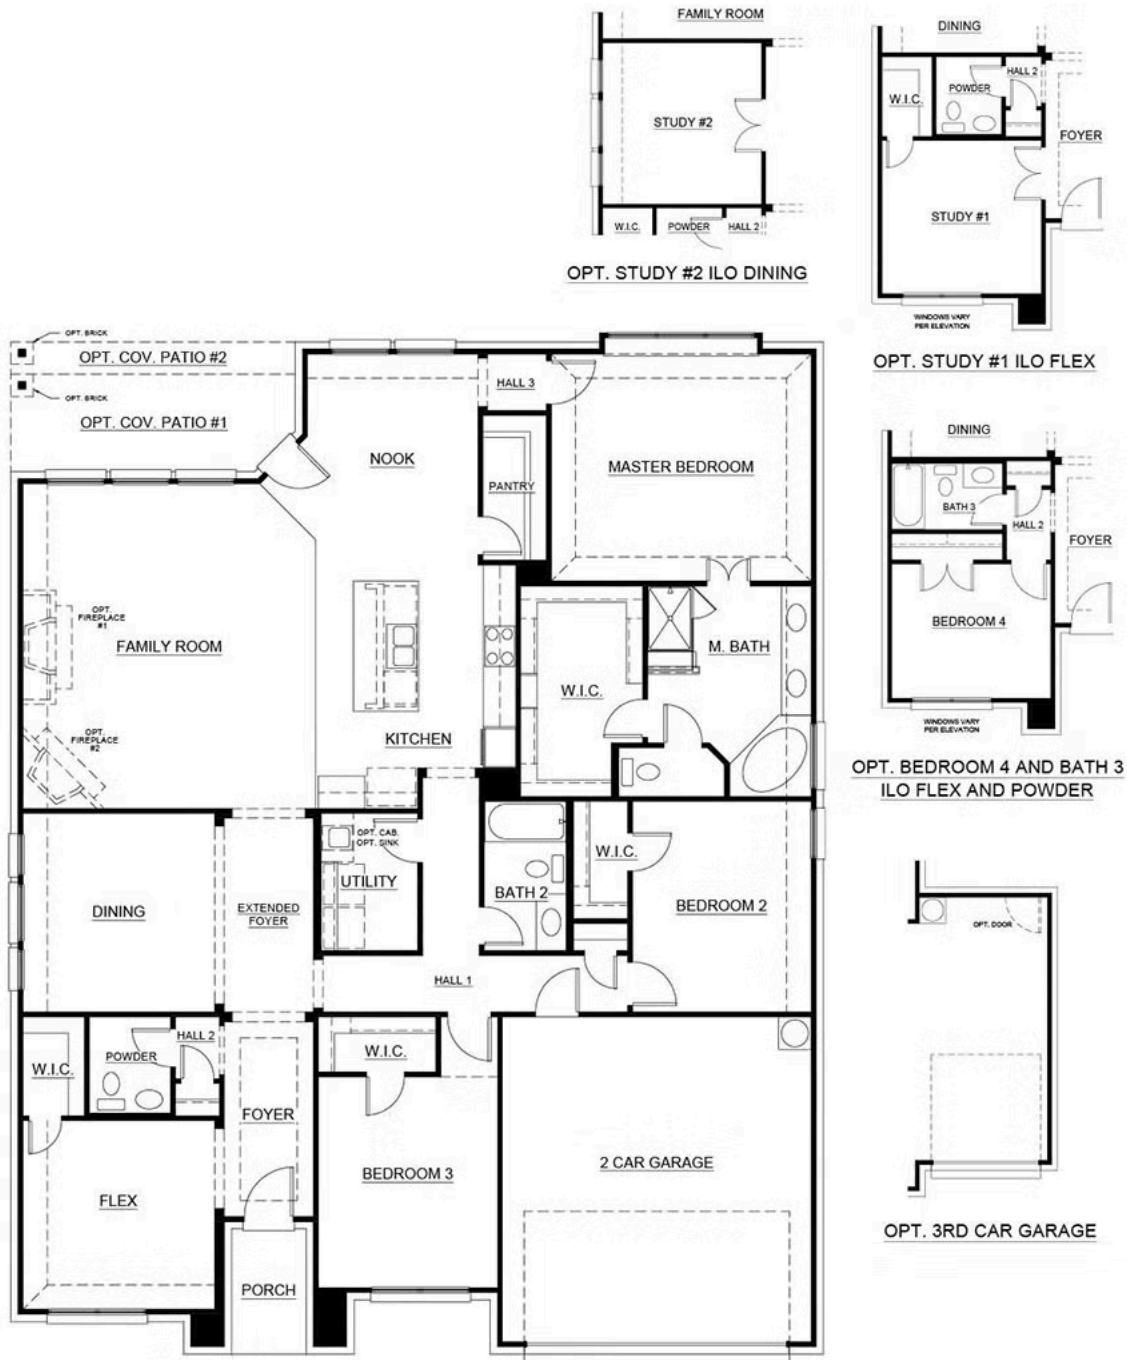 FAMILY ROOM
STUDY #2
W.I.C.
POWDER
HALL 2
OPT. STUDY #2 ILO DINING
DINING
HALL 2
POWDER
W.I.C.
FOYER
STUDY #1
WINDOWS VARY
PER ELEVATION
OPT. STUDY #1 ILO FLEX
OPT. BRICK
OPT. COV. PATIO #2
OPT. BRICK
OPT. COV. PATIO #1
HALL 3
NOOK
PANTRY
MASTER BEDROOM
OPT.
FIREPLACE
#1
FAMILY ROOM
OPT.
FIREPLACE
#2
KITCHEN
W.I.C.
M. BATH
DINING
BATH 3
HALL 2
FOYER
BEDROOM 4
WINDOWS VARY
PER ELEVATION
OPT. BEDROOM 4 AND BATH 3
ILO FLEX AND POWDER
OPT. CAB.
OPT. SINK
UTILITY
BATH 2
W.I.C.
BEDROOM 2
DINING
EXTENDED
FOYER
HALL 1
OPT. DOOR
OPT. 3RD CAR GARAGE
W.I.C.
POWDER
HALL 2
FOYER
W.I.C.
BEDROOM 3
2 CAR GARAGE
FLEX
PORCH